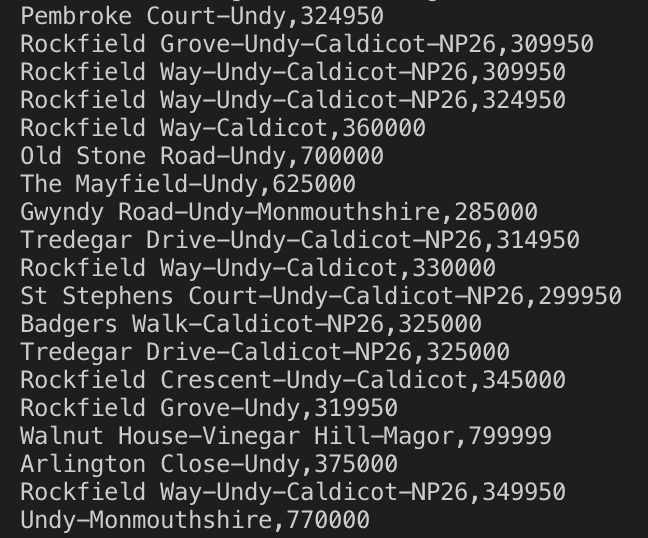 Pembroke Court-Undy,324950
Rockfield Grove-Undy-Caldicot-NP26,309950
Rockfield Way-Undy-Caldicot-NP26,309950
Rockfield Way-Undy-Caldicot-NP26,324950
Rockfield Way-Caldicot,360000
Old Stone Road-Undy,700000
The Mayfield-Undy,625000
Gwyndy Road-Undy-Monmouthshire,285000
Tredegar Drive-Undy-Caldicot-NP26,314950
Rockfield Way-Undy-Caldicot,330000
St Stephens Court-Undy-Caldicot-NP26,299950
Badgers Walk-Caldicot-NP26,325000
Tredegar Drive-Caldicot-NP26,325000
Rockfield Crescent-Undy-Caldicot,345000
Rockfield Grove-Undy,319950
Walnut House-Vinegar Hill-Magor,799999
Arlington Close-Undy,375000
Rockfield Way-Undy-Caldicot-NP26,349950
Undy-Monmouthshire,770000